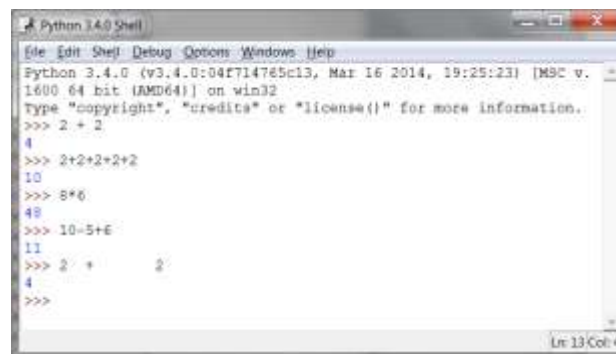 Python 3.4.0 Shell
File Edit Shell Debug Options Windows Help
Python 3.4.0 (v3.4.0:04f714765c13, Mar 16 2014, 19:25:23) [MSC v.
1600 64 bit (AMD64)] on win32
Type "copyright", "credits" or "license()" for more information.
>>> 2 + 2
4
>>> 2+2+2+2+2
10
>>> 8*6
48
>>> 10-5+6
11
>>> 2 + 2
4
>>>
Ln: 13 Col: